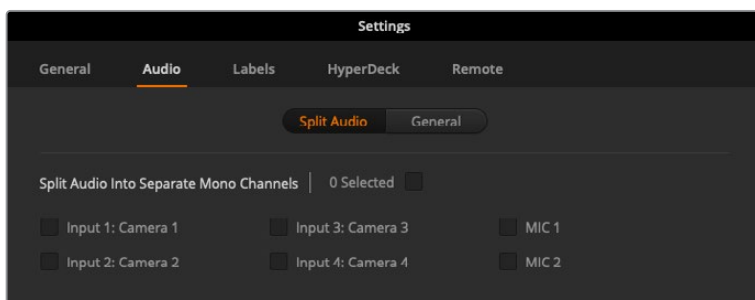 Settings
General Audio Labels HyperDeck Remote
Split Audio General
Split Audio Into Separate Mono Channels 0 Selected
Input 1: Camera 1 Input 3: Camera 3 MIC 1
Input 2: Camera 2 Input 4: Camera 4 MIC 2